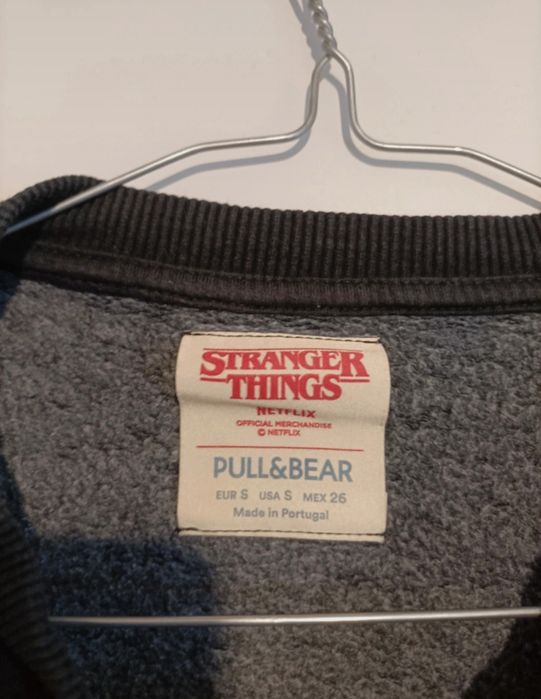 STRANGER
THINGS
NETFLIX
OFFICIAL MERCHANDISE
© NETFLIX
PULL&BEAR
EUR S USA S MEX 26
Made in Portugal